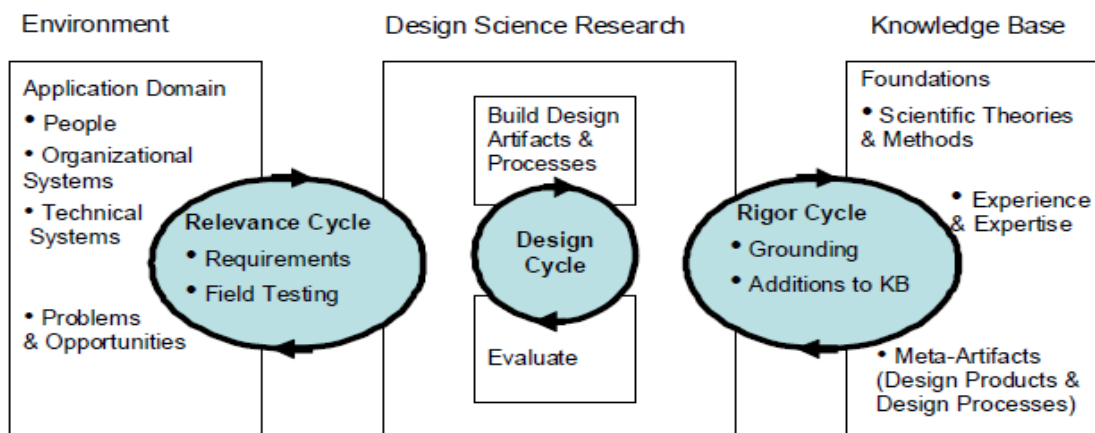 Environment
Design Science Research
Knowledge Base
Application Domain
• People
• Organizational
Systems
• Technical
Systems
• Problems
& Opportunities
Relevance Cycle
• Requirements
• Field Testing
Build Design
Artifacts &
Processes
Design
Cycle
Evaluate
Rigor Cycle
• Grounding
• Additions to KB
Foundations
• Scientific Theories
& Methods
• Experience
& Expertise
• Meta-Artifacts
(Design Products &
Design Processes)